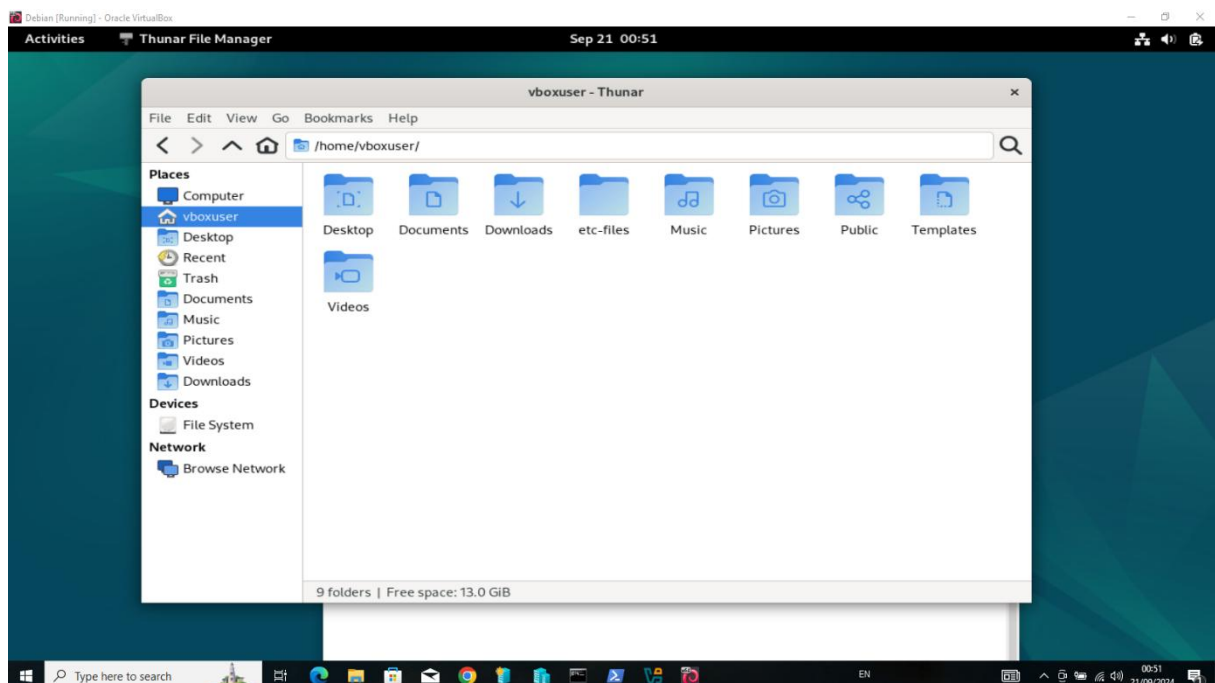 Debian [Running] - Oracle VirtualBox
Activities Thunar File Manager Sep 21 00:51
vboxuser - Thunar
File Edit View Go Bookmarks Help
/home/vboxuser/
Places
Computer
vboxuser
Desktop
Recent
Trash
Documents
Music
Pictures
Videos
Downloads
Devices
File System
Network
Browse Network
Desktop Documents Downloads etc-files Music Pictures Public Templates
Videos
9 folders | Free space: 13.0 GiB
Type here to search EN 00:51
21/09/2024